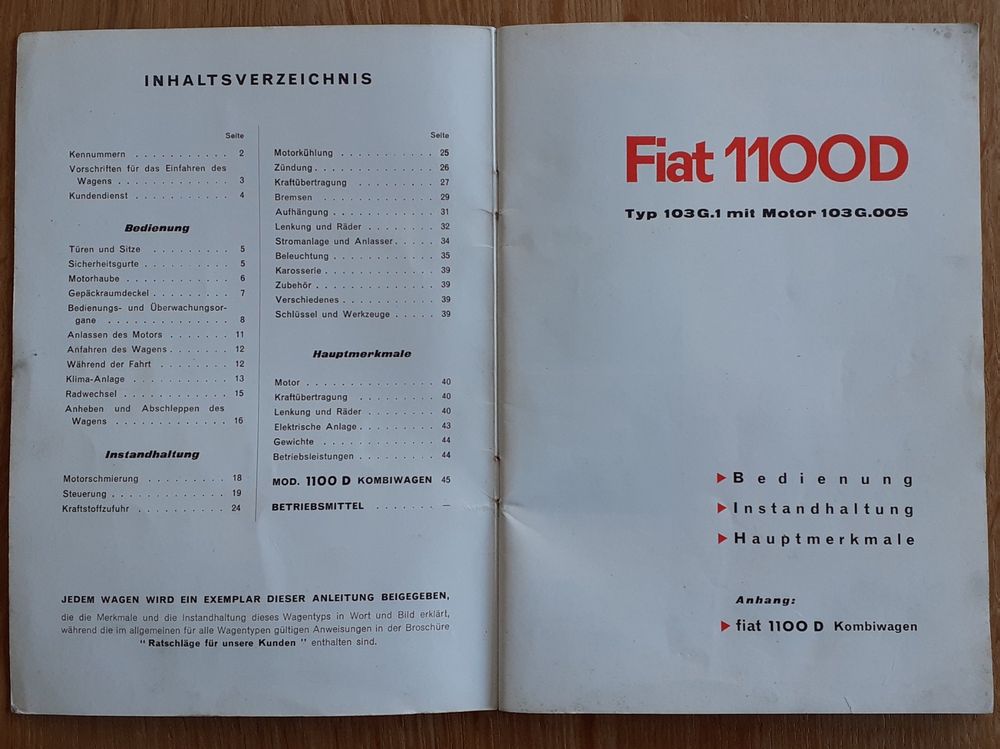 INHALTSVERZEICHNIS
Seite
Kennummern . . . . . . . . . . . 2
Vorschriften für das Einfahren des
Wagens . . . . . . . . . . . . 3
Kundendienst . . . . . . . . . . 4
Bedienung
Türen und Sitze . . . . . . . . 5
Sicherheitsgurte . . . . . . . . . 5
Motorhaube . . . . . . . . . . . 6
Gepäckraumdeckel . . . . . . . . . 7
Bedienungs- und Überwachungsor-
gane . . . . . . . . . . . . . 8
Anlassen des Motors . . . . . . . 11
Anfahren des Wagens . . . . . . . 12
Während der Fahrt . . . . . . . . 12
Klima-Anlage . . . . . . . . . . 13
Radwechsel . . . . . . . . . . . 15
Anheben und Abschleppen des
Wagens . . . . . . . . . . . . 16
Instandhaltung
Motorschmierung . . . . . . . . . 18
Steuerung . . . . . . . . . . . . 19
Kraftstoffzufuhr . . . . . . . . . 24
Seite
Motorkühlung . . . . . . . . . . 25
Zündung . . . . . . . . . . . . . 26
Kraftübertragung . . . . . . . . 27
Bremsen . . . . . . . . . . . . 29
Aufhängung . . . . . . . . . . . 31
Lenkung und Räder . . . . . . . 32
Stromanlage und Anlasser . . . . . 34
Beleuchtung . . . . . . . . . . . 35
Karosserie . . . . . . . . . . . . 39
Zubehör . . . . . . . . . . . . . 39
Verschiedenes . . . . . . . . . . 39
Schlüssel und Werkzeuge . . . . . 39
Hauptmerkmale
Motor . . . . . . . . . . . . . . 40
Kraftübertragung . . . . . . . . . 40
Lenkung und Räder . . . . . . . 40
Elektrische Anlage . . . . . . . . 43
Gewichte . . . . . . . . . . . . 44
Betriebsleistungen . . . . . . . . 44
MOD. 1100 D KOMBIWAGEN 45
BETRIEBSMITTEL . . . . . . . —
JEDEM WAGEN WIRD EIN EXEMPLAR DIESER ANLEITUNG BEIGEGEBEN,
die die Merkmale und die Instandhaltung dieses Wagentyps in Wort und Bild erklärt,
während die im allgemeinen für alle Wagentypen gültigen Anweisungen in der Broschüre
" Ratschläge für unsere Kunden " enthalten sind.
Fiat 1100D
Typ 103G.1 mit Motor 103G.005
Bedienung
Instandhaltung
Hauptmerkmale
Anhang:
fiat 1100 D Kombiwagen